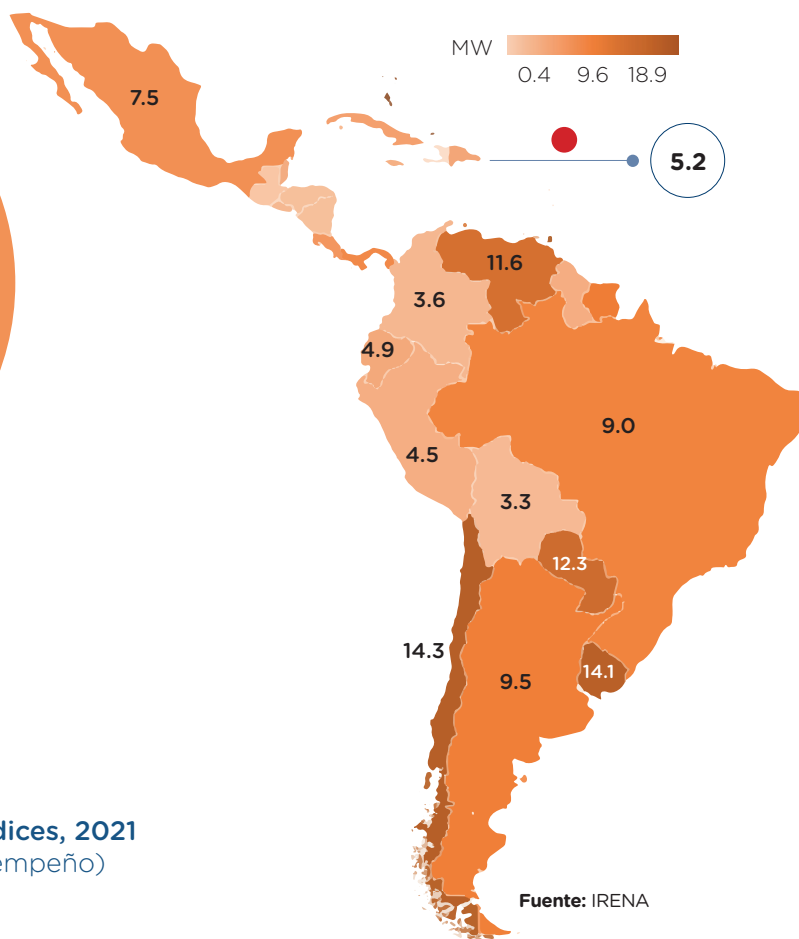 MW
0.4 9.6 18.9
7.5
5.2
11.6
3.6
4.9
9.0
4.5
3.3
12.3
14.3
14.1
9.5
dices, 2021
empeño)
Fuente: IRENA